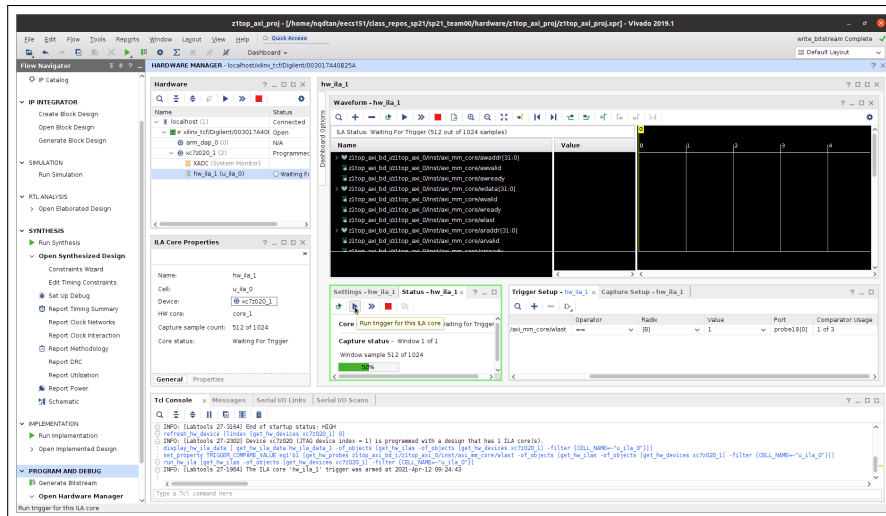 z1top_axi_proj - [/home/nqdtan/eecs151/class_repos_sp21/sp21_team00/hardware/z1top_axi_proj/z1top_axi_proj.xpr] - Vivado 2019.1
File Edit Flow Tools Reports Window Layout View Help Quick Access
write_bitstream Complete
Dashboard
Default Layout
Flow Navigator
IP Catalog
IP INTEGRATOR
Create Block Design
Open Block Design
Generate Block Design
SIMULATION
Run Simulation
RTL ANALYSIS
Open Elaborated Design
SYNTHESIS
Run Synthesis
Open Synthesized Design
Constraints Wizard
Edit Timing Constraints
Set Up Debug
Report Timing Summary
Report Clock Networks
Report Clock Interaction
Report Methodology
Report DRC
Report Utilization
Report Power
Schematic
IMPLEMENTATION
Run Implementation
Open Implemented Design
PROGRAM AND DEBUG
Generate Bitstream
Open Hardware Manager
HARDWARE MANAGER - localhost/xilinx_tcf/Digilent/003017A40B25A
Hardware
Name Status
localhost (1) Connected
xilinx_tcf/Digilent/003017A40 Open
arm_dap_0 (0) N/A
xc7z020_1 (2) Programmed
XADC (System Monitor)
hw_ila_1 (u_ila_0) Waiting F
ILA Core Properties
Name: hw_ila_1
Cell: u_ila_0
Device: xc7z020_1
HW core: core_1
Capture sample count: 512 of 1024
Core status: Waiting For Trigger
General Properties
hw_ila_1
Dashboard Options
Waveform - hw_ila_1
ILA Status: Waiting For Trigger (512 out of 1024 samples)
Name Value
0
0 1 2 3 4
z1top_axi_bd_i/z1top_axi_0/inst/axi_mm_core/awaddr[31:0]
z1top_axi_bd_i/z1top_axi_0/inst/axi_mm_core/awvalid
z1top_axi_bd_i/z1top_axi_0/inst/axi_mm_core/awready
z1top_axi_bd_i/z1top_axi_0/inst/axi_mm_core/wdata[31:0]
z1top_axi_bd_i/z1top_axi_0/inst/axi_mm_core/wvalid
z1top_axi_bd_i/z1top_axi_0/inst/axi_mm_core/wready
z1top_axi_bd_i/z1top_axi_0/inst/axi_mm_core/wlast
z1top_axi_bd_i/z1top_axi_0/inst/axi_mm_core/araddr[31:0]
z1top_axi_bd_i/z1top_axi_0/inst/axi_mm_core/arvalid
Settings - hw_ila_1 Status - hw_ila_1
Core
Run trigger for this ILA core
aiting for Trigger
Capture status - Window 1 of 1
Window sample 512 of 1024
50%
Trigger Setup - hw_ila_1 Capture Setup - hw_ila_1
Operator Radix Value Port Comparator Usage
/axi_mm_core/wlast == [B] 1 probe18[0] 1 of 3
Tcl Console Messages Serial I/O Links Serial I/O Scans
INFO: [Labtools 27-3164] End of startup status: HIGH
refresh_hw_device [lindex [get_hw_devices xc7z020_1] 0]
INFO: [Labtools 27-2302] Device xc7z020 (JTAG device index = 1) is programmed with a design that has 1 ILA core(s).
display_hw_ila_data [ get_hw_ila_data hw_ila_data_1 -of_objects [get_hw_ilas -of_objects [get_hw_devices xc7z020_1] -filter {CELL_NAME=~"u_ila_0"}]]
set_property TRIGGER_COMPARE_VALUE eq1'b1 [get_hw_probes z1top_axi_bd_i/z1top_axi_0/inst/axi_mm_core/wlast -of_objects [get_hw_ilas -of_objects [get_hw_devices xc7z020_1] -filter {CELL_NAME=~"u_ila_0"}]]
run_hw_ila [get_hw_ilas -of_objects [get_hw_devices xc7z020_1] -filter {CELL_NAME=~"u_ila_0"}]
INFO: [Labtools 27-1964] The ILA core 'hw_ila_1' trigger was armed at 2021-Apr-12 09:24:43
Type a Tcl command here
Run trigger for this ILA core